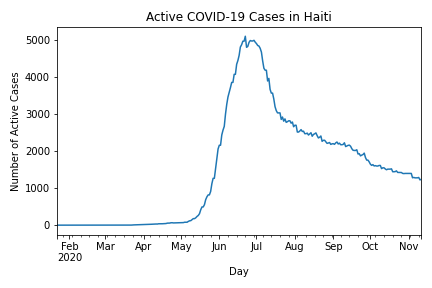 Active COVID-19 Cases in Haiti
Number of Active Cases
5000
4000
3000
2000
1000
0
Feb Mar Apr May Jun Jul Aug Sep Oct Nov
2020
Day